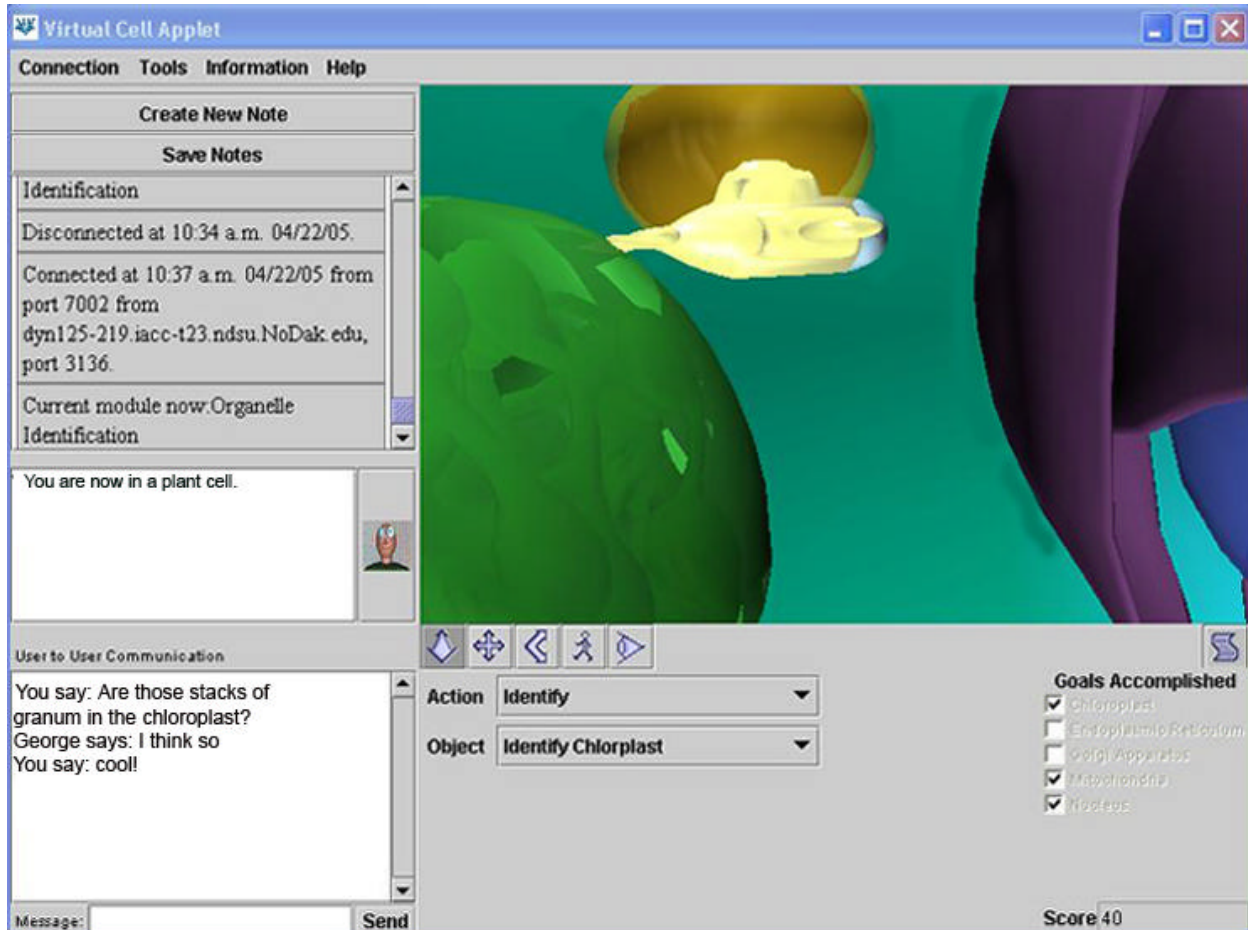 Virtual Cell Applet
Connection Tools Information Help
Create New Note
Save Notes
Identification
Disconnected at 10:34 a.m. 04/22/05.
Connected at 10:37 a.m. 04/22/05 from
port 7002 from
dyn125-219.iacc-t23.ndsu.NoDak.edu,
port 3136.
Current module now:Organelle
Identification
You are now in a plant cell.
User to User Communication
You say: Are those stacks of
granum in the chloroplast?
George says: I think so
You say: cool!
Message:
Send
Action Identify
Object Identify Chlorplast
Goals Accomplished
Chloroplast
Endoplasmic Reticulum
Golgi Apparatus
Mitochondria
Nucleus
Score 40